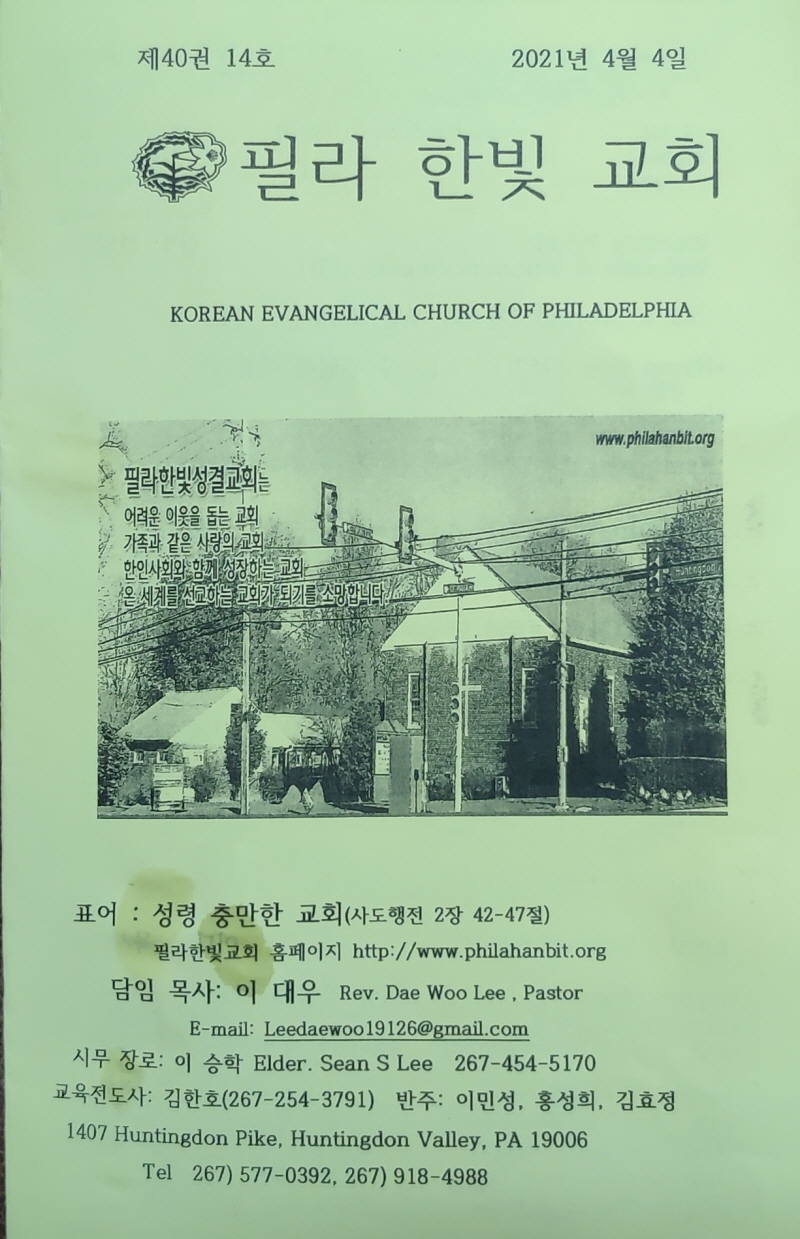 제40권 14호 2021년 4월 4일
필라 한빛 교회
KOREAN EVANGELICAL CHURCH OF PHILADELPHIA
www.philahanbit.org
필라한빛성결교회는
어려운 이웃을 돕는 교회
가족과 같은 사랑의 교회
한인사회와 함께 성장하는 교회
온 세계를 선교하는 교회가 되기를 소망합니다
Huntingdon
표어 : 성령 충만한 교회(사도행전 2장 42-47절)
필라한빛교회 홈페이지 http://www.philahanbit.org
담임 목사: 이 대우 Rev. Dae Woo Lee , Pastor
E-mail: Leedaewoo19126@gmail.com
시무 장로: 이 승학 Elder. Sean S Lee 267-454-5170
교육전도사: 김한호(267-254-3791) 반주: 이민성, 홍성희, 김효정
1407 Huntingdon Pike, Huntingdon Valley, PA 19006
Tel 267) 577-0392, 267) 918-4988